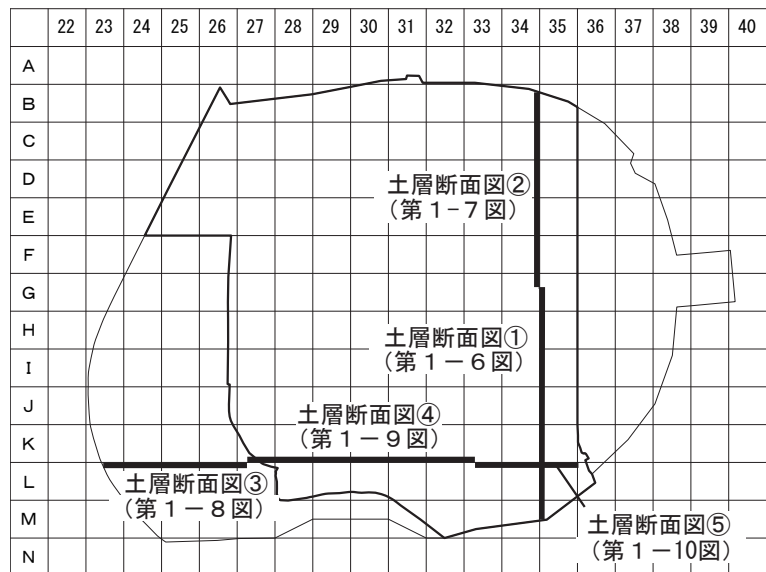 22 23 24 25 26 27 28 29 30 31 32 33 34 35 36 37 38 39 40
A
B
C
D
土層断面図②
(第1-7図)
E
F
G
H
土層断面図①
(第1-6図)
I
J
土層断面図④
(第1-9図)
K
L
土層断面図③
(第1-8図)
M
土層断面図⑤
(第1-10図)
N